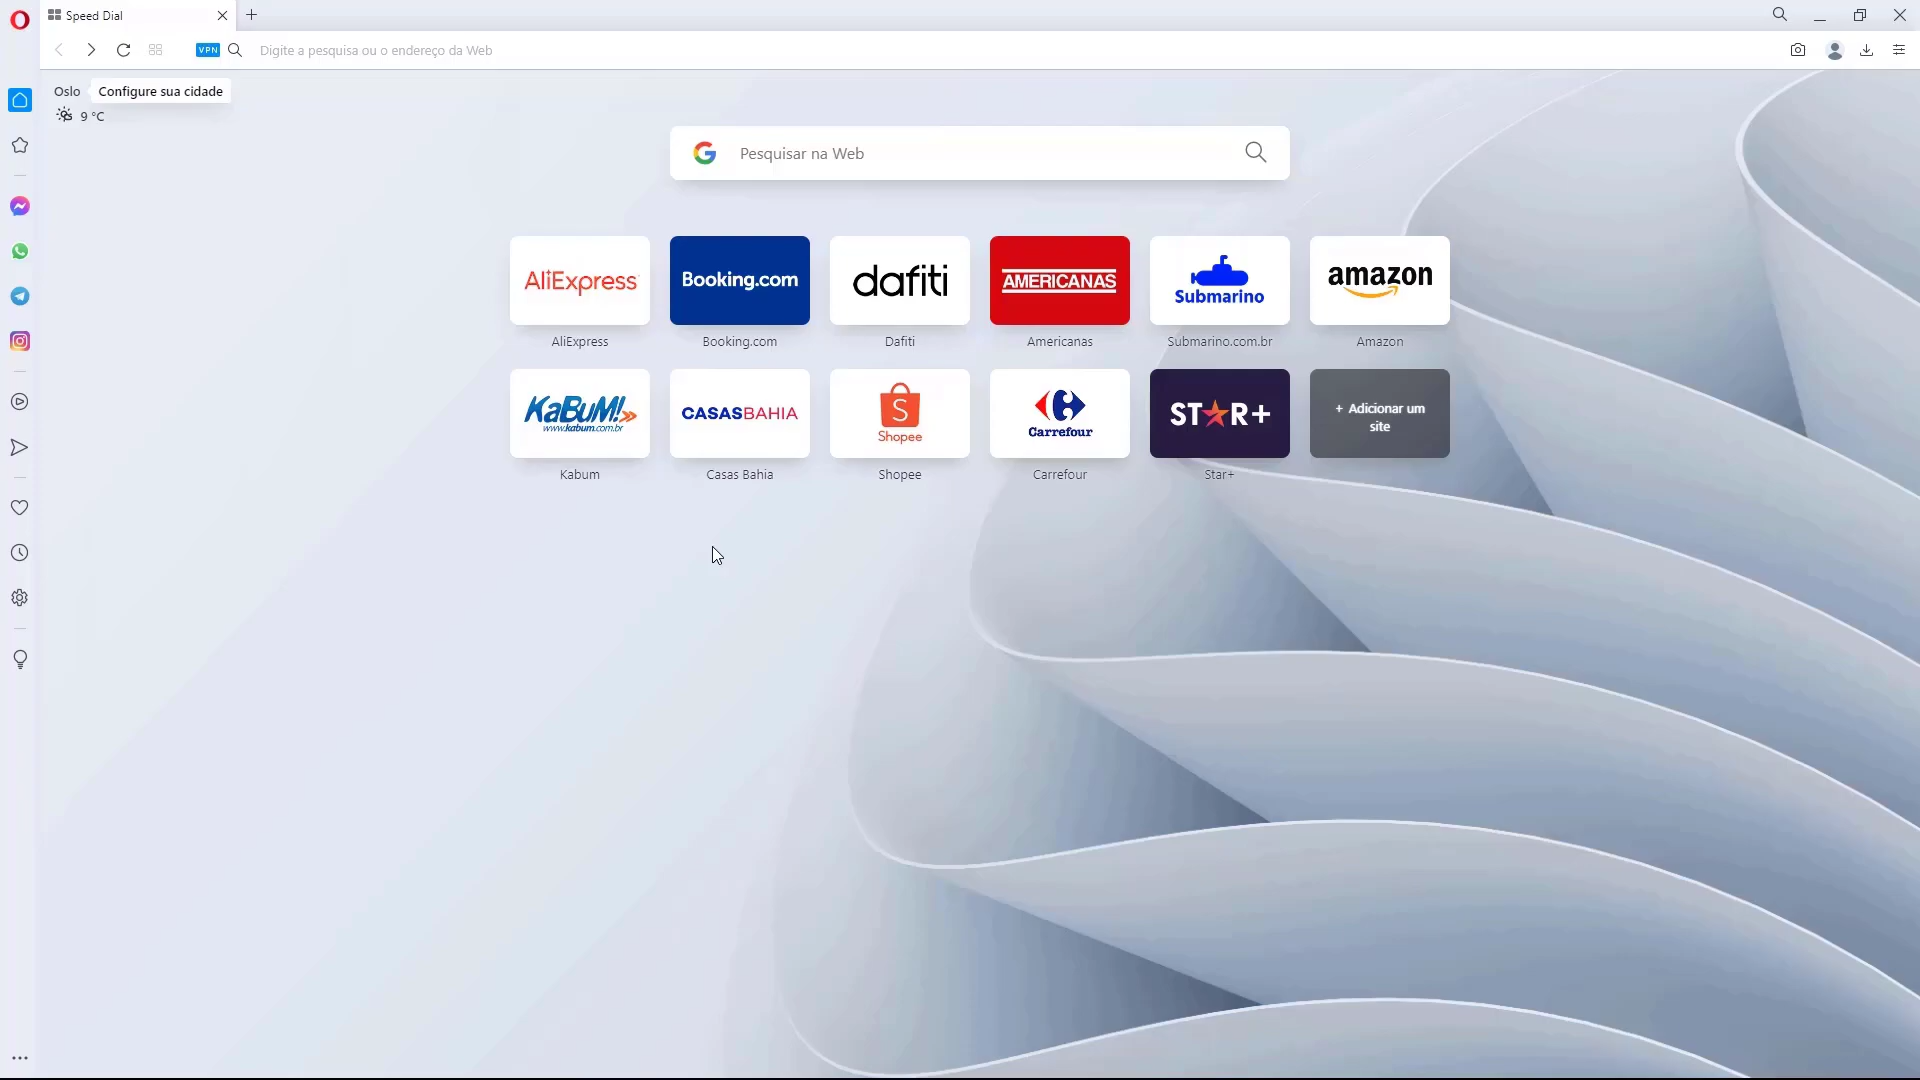 Speed Dial
VPN
Digite a pesquisa ou o endereço da Web
Oslo
Configure sua cidade
9 °C
Pesquisar na Web
AliExpress
Booking.com
dafiti
AMERICANAS
Submarino
amazon
AliExpress
Booking.com
Dafiti
Americanas
Submarino.com.br
Amazon
KaBuM!
www.kabum.com.br
CASASBAHIA
Shopee
Carrefour
ST★R+
+ Adicionar um
site
Kabum
Casas Bahia
Shopee
Carrefour
Star+